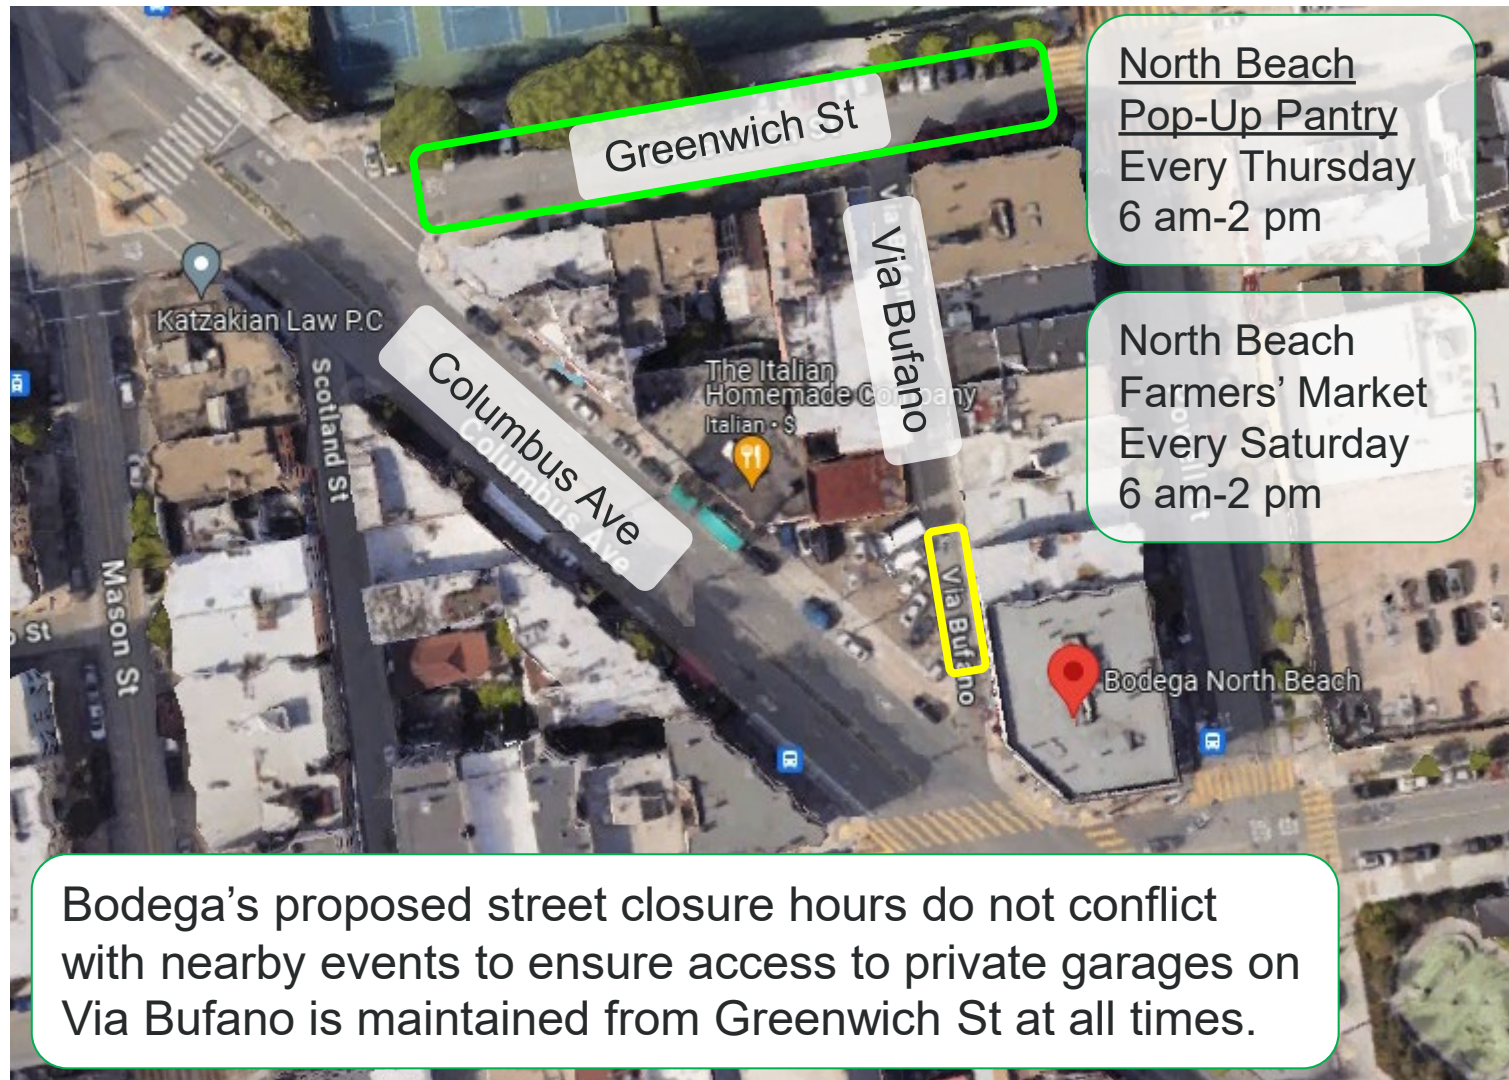 North Beach
Pop-Up Pantry
Every Thursday
6 am-2 pm
Greenwich St
Via Bufano
Katzakian Law P.C
North Beach
Farmers’ Market
Every Saturday
6 am-2 pm
Columbus Ave
Columbus Ave
Scotland St
The Italian
Homemade Company
Italian • $
Mason St
St
Via Bufano
Bodega North Beach
Bodega’s proposed street closure hours do not conflict
with nearby events to ensure access to private garages on
Via Bufano is maintained from Greenwich St at all times.